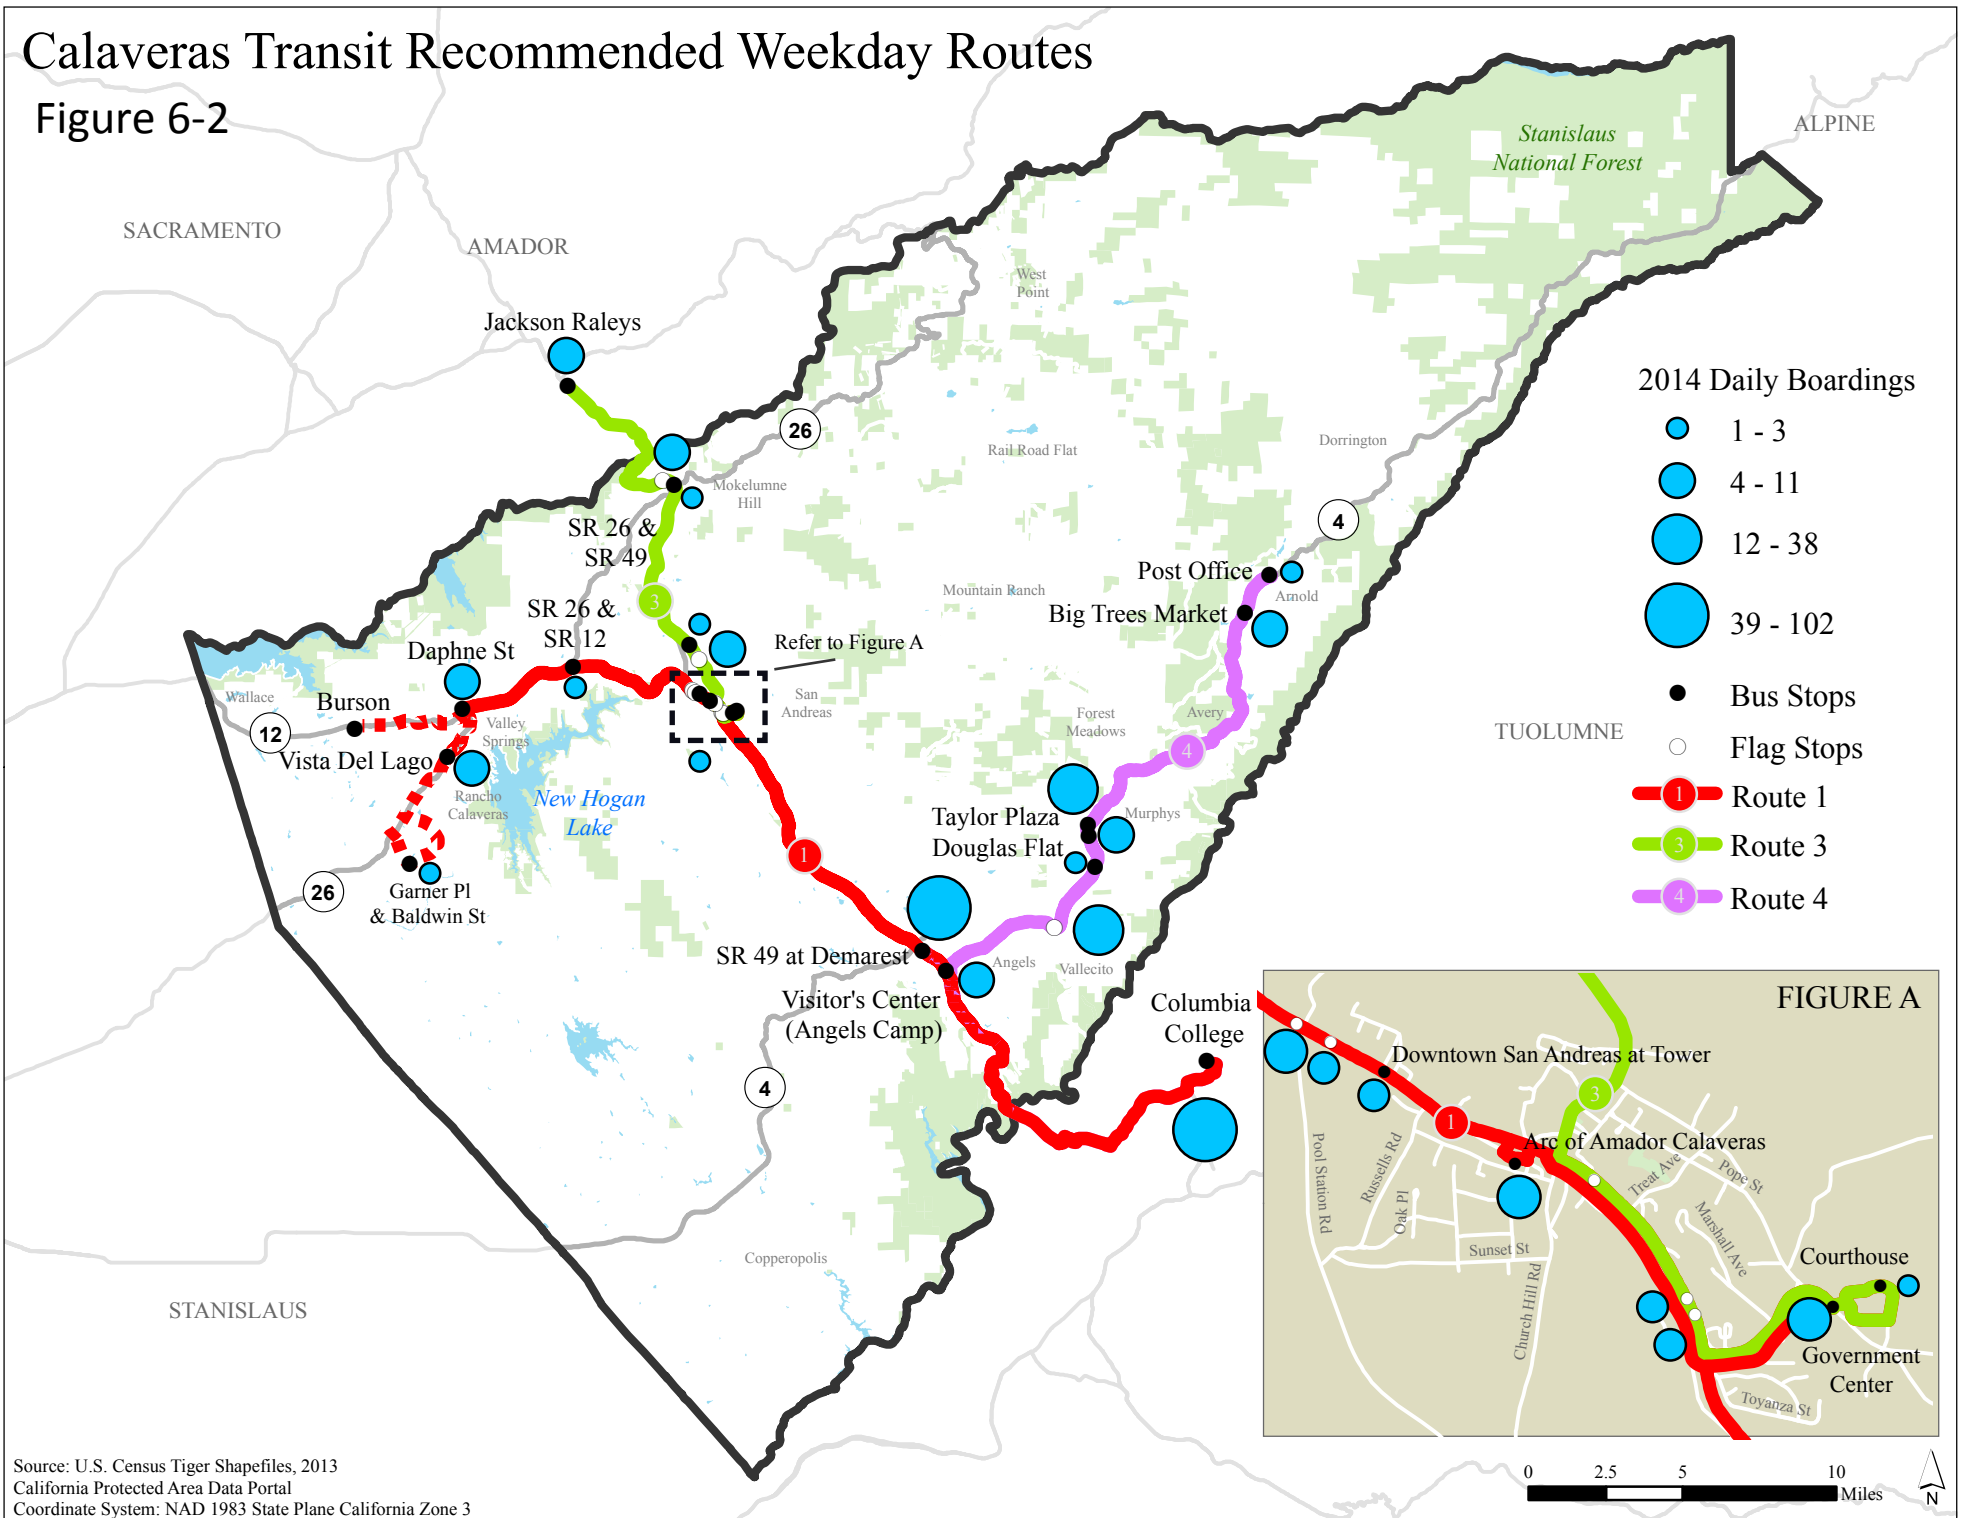 Calaveras Transit Recommended Weekday Routes
Figure 6-2
Stanislaus
National Forest
ALPINE
SACRAMENTO
AMADOR
West
Point
Jackson Raleys
2014 Daily Boardings
1 - 3
4 - 11
12 - 38
39 - 102
Bus Stops
Flag Stops
1
Route 1
3
Route 3
4
Route 4
26
Rail Road Flat
Dorrington
Mokelumne
Hill
4
SR 26 &
SR 49
Post Office
Mountain Ranch
Arnold
3
SR 26 &
SR 12
Big Trees Market
Daphne St
Refer to Figure A
Wallace
Burson
San
Andreas
Forest
Meadows
Avery
TUOLUMNE
12
Valley
Springs
4
Vista Del Lago
Rancho
Calaveras
New Hogan
Lake
Taylor Plaza
Murphys
Douglas Flat
1
26
Garner Pl
& Baldwin St
SR 49 at Demarest
Angels
Vallecito
Visitor's Center
(Angels Camp)
Columbia
College
4
Copperopolis
STANISLAUS
FIGURE A
Downtown San Andreas at Tower
3
1
Arc of Amador Calaveras
Pool Station Rd
Russells Rd
Oak Pl
Treat Ave
Pope St
Marshall Ave
Sunset St
Church Hill Rd
Courthouse
Government
Center
Toyanza St
Source: U.S. Census Tiger Shapefiles, 2013
California Protected Area Data Portal
Coordinate System: NAD 1983 State Plane California Zone 3
0 2.5 5 10
Miles
N